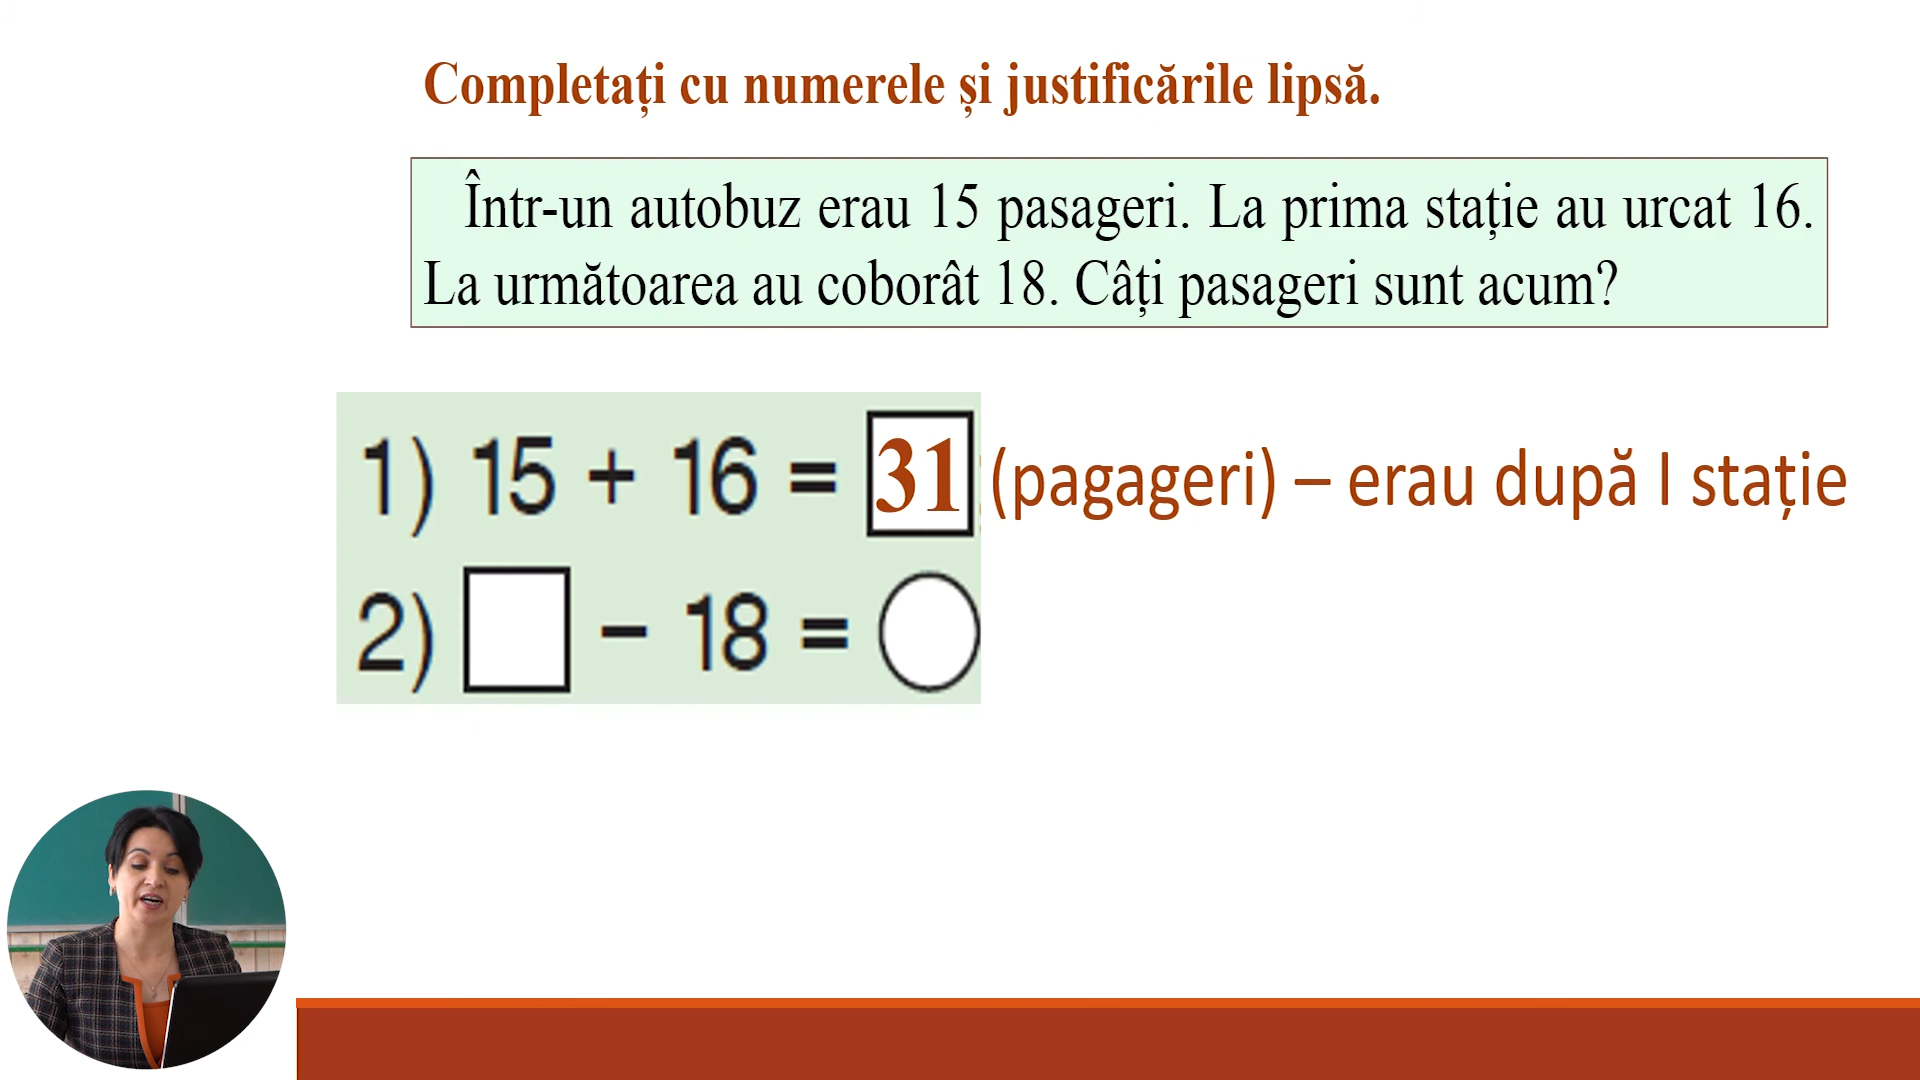 Completați cu numerele și justificările lipsă.
Într-un autobuz erau 15 pasageri. La prima stație au urcat 16.
La următoarea au coborât 18. Câți pasageri sunt acum?
1) 15 + 16 = 31 (pagageri) – erau după I stație
2) − 18 =